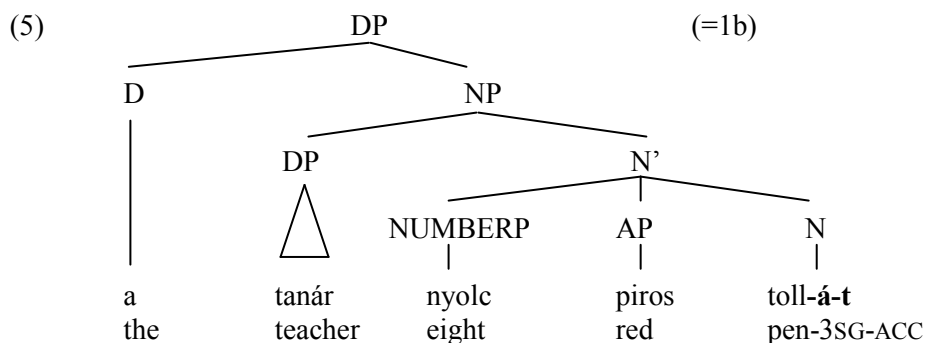 (5) DP (=1b)
D NP
DP N’
NUMBERP AP N
a tanár nyolc piros toll-á-t
the teacher eight red pen-3SG-ACC